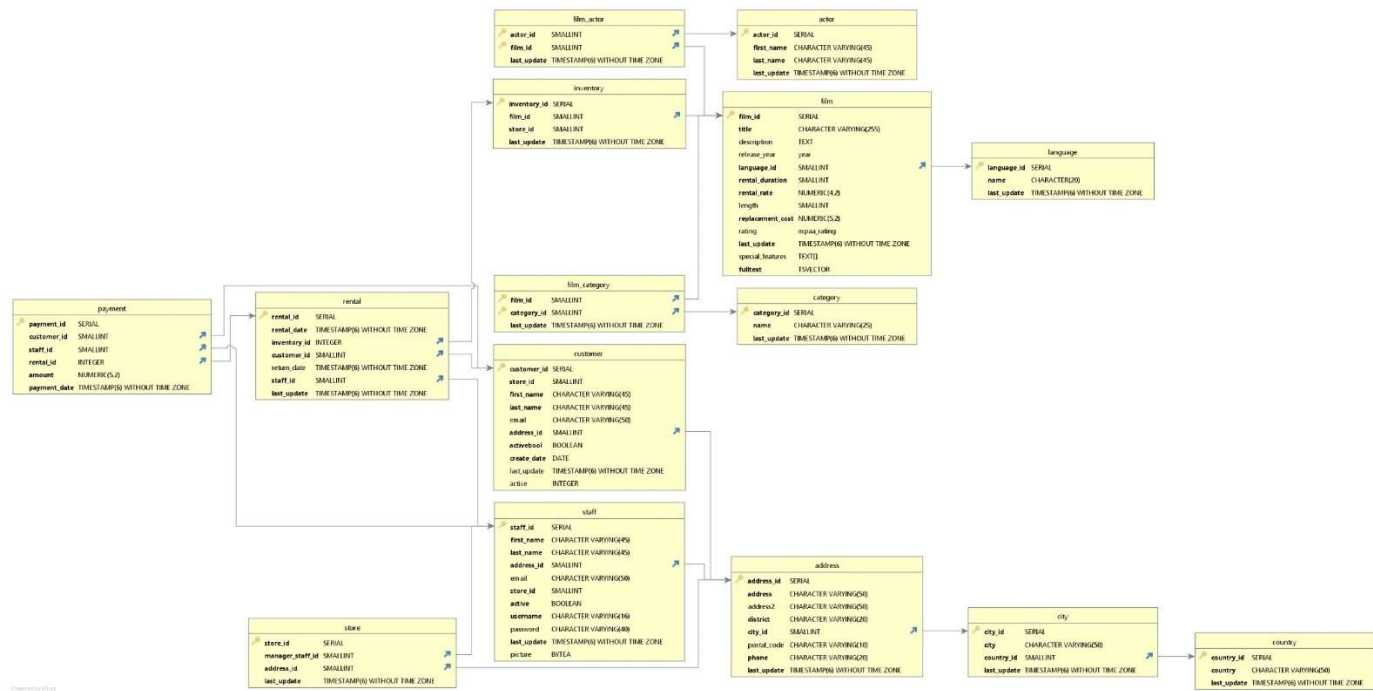 film_actor
actor_id SMALLINT
film_id SMALLINT
last_update TIMESTAMP(6) WITHOUT TIME ZONE
actor
actor_id SERIAL
first_name CHARACTER VARYING(45)
last_name CHARACTER VARYING(45)
last_update TIMESTAMP(6) WITHOUT TIME ZONE
inventory
inventory_id SERIAL
film_id SMALLINT
store_id SMALLINT
last_update TIMESTAMP(6) WITHOUT TIME ZONE
film
film_id SERIAL
title CHARACTER VARYING(255)
description TEXT
release_year year
language_id SMALLINT
rental_duration SMALLINT
rental_rate NUMERIC(4,2)
length SMALLINT
replacement_cost NUMERIC(5,2)
rating mpaa_rating
last_update TIMESTAMP(6) WITHOUT TIME ZONE
special_features TEXT[]
fulltext TSVECTOR
language
language_id SERIAL
name CHARACTER(20)
last_update TIMESTAMP(6) WITHOUT TIME ZONE
film_category
film_id SMALLINT
category_id SMALLINT
last_update TIMESTAMP(6) WITHOUT TIME ZONE
category
category_id SERIAL
name CHARACTER VARYING(25)
last_update TIMESTAMP(6) WITHOUT TIME ZONE
payment
payment_id SERIAL
customer_id SMALLINT
staff_id SMALLINT
rental_id INTEGER
amount NUMERIC(5,2)
payment_date TIMESTAMP(6) WITHOUT TIME ZONE
rental
rental_id SERIAL
rental_date TIMESTAMP(6) WITHOUT TIME ZONE
inventory_id INTEGER
customer_id SMALLINT
return_date TIMESTAMP(6) WITHOUT TIME ZONE
staff_id SMALLINT
last_update TIMESTAMP(6) WITHOUT TIME ZONE
customer
customer_id SERIAL
store_id SMALLINT
first_name CHARACTER VARYING(45)
last_name CHARACTER VARYING(45)
email CHARACTER VARYING(50)
address_id SMALLINT
activebool BOOLEAN
create_date DATE
last_update TIMESTAMP(6) WITHOUT TIME ZONE
active INTEGER
staff
staff_id SERIAL
first_name CHARACTER VARYING(45)
last_name CHARACTER VARYING(45)
address_id SMALLINT
email CHARACTER VARYING(50)
store_id SMALLINT
active BOOLEAN
username CHARACTER VARYING(16)
password CHARACTER VARYING(40)
last_update TIMESTAMP(6) WITHOUT TIME ZONE
picture BYTEA
store
store_id SERIAL
manager_staff_id SMALLINT
address_id SMALLINT
last_update TIMESTAMP(6) WITHOUT TIME ZONE
address
address_id SERIAL
address CHARACTER VARYING(50)
address2 CHARACTER VARYING(50)
district CHARACTER VARYING(20)
city_id SMALLINT
postal_code CHARACTER VARYING(10)
phone CHARACTER VARYING(20)
last_update TIMESTAMP(6) WITHOUT TIME ZONE
city
city_id SERIAL
city CHARACTER VARYING(50)
country_id SMALLINT
last_update TIMESTAMP(6) WITHOUT TIME ZONE
country
country_id SERIAL
country CHARACTER VARYING(50)
last_update TIMESTAMP(6) WITHOUT TIME ZONE